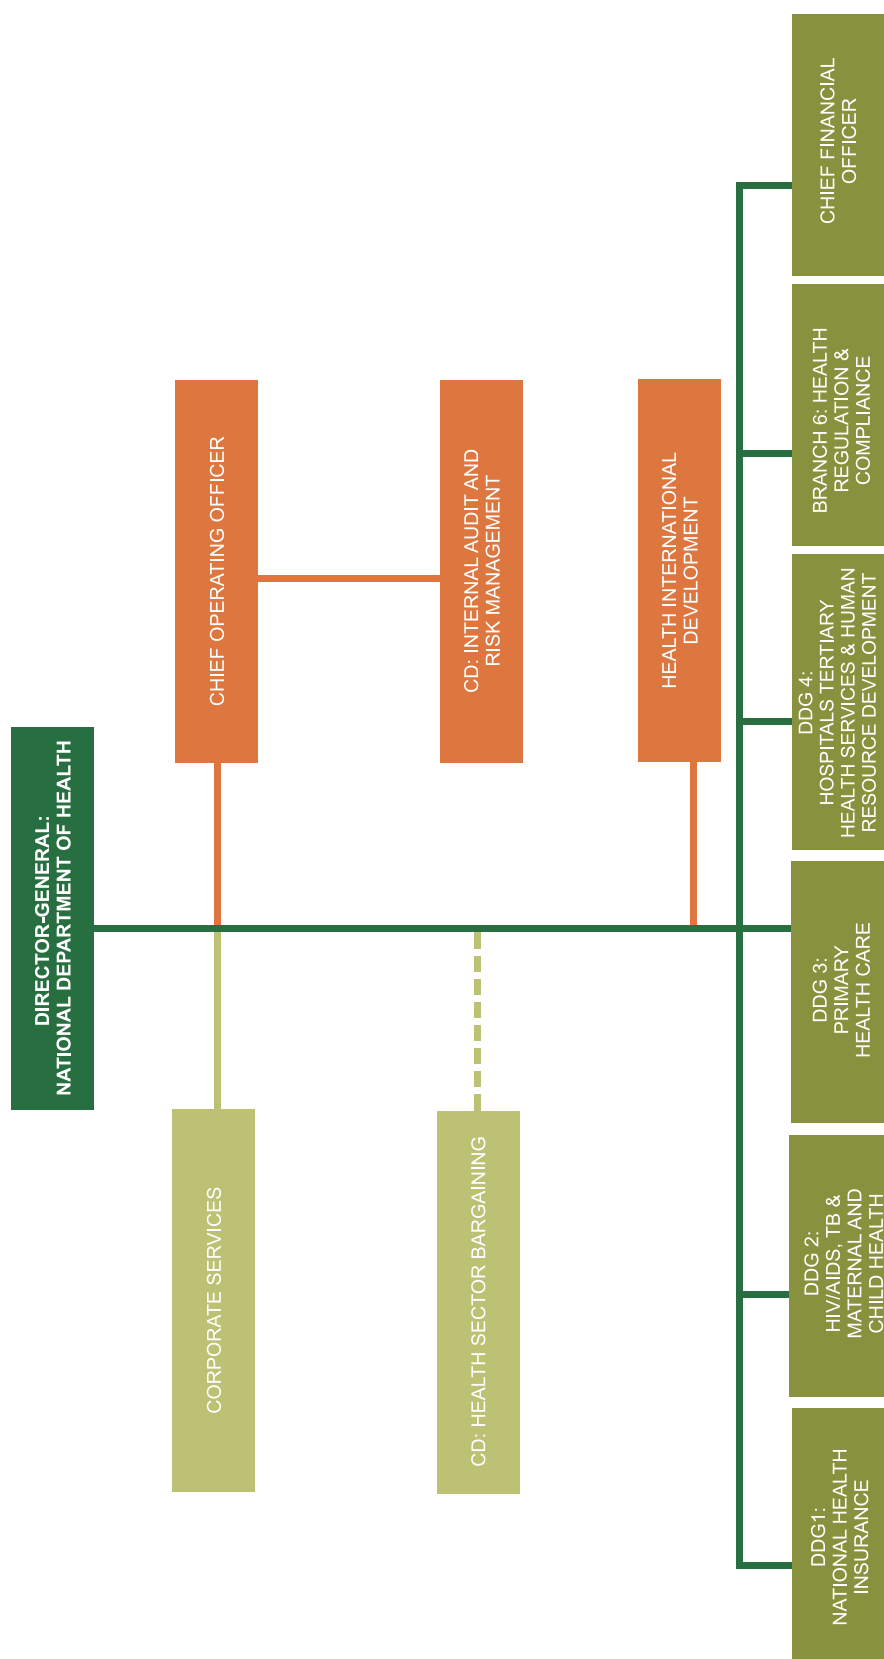 DIRECTOR-GENERAL:
NATIONAL DEPARTMENT OF HEALTH
CORPORATE SERVICES
CHIEF OPERATING OFFICER
CD: HEALTH SECTOR BARGAINING
CD: INTERNAL AUDIT AND
RISK MANAGEMENT
HEALTH INTERNATIONAL
DEVELOPMENT
DDG1:
NATIONAL HEALTH
INSURANCE
DDG 2:
HIV/AIDS, TB &
MATERNAL AND
CHILD HEALTH
DDG 3:
PRIMARY
HEALTH CARE
DDG 4:
HOSPITALS TERTIARY
HEALTH SERVICES & HUMAN
RESOURCE DEVELOPMENT
BRANCH 6: HEALTH
REGULATION &
COMPLIANCE
CHIEF FINANCIAL
OFFICER